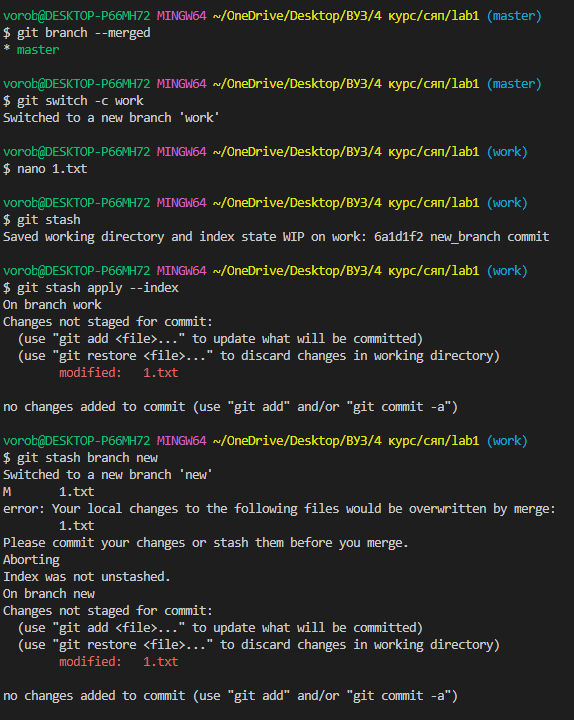 vorob@DESKTOP-P66MH72 MINGW64 ~/OneDrive/Desktop/ВУЗ/4 курс/сяп/lab1 (master)
$ git branch --merged
* master

vorob@DESKTOP-P66MH72 MINGW64 ~/OneDrive/Desktop/ВУЗ/4 курс/сяп/lab1 (master)
$ git switch -c work
Switched to a new branch 'work'

vorob@DESKTOP-P66MH72 MINGW64 ~/OneDrive/Desktop/ВУЗ/4 курс/сяп/lab1 (work)
$ nano 1.txt

vorob@DESKTOP-P66MH72 MINGW64 ~/OneDrive/Desktop/ВУЗ/4 курс/сяп/lab1 (work)
$ git stash
Saved working directory and index state WIP on work: 6a1d1f2 new_branch commit

vorob@DESKTOP-P66MH72 MINGW64 ~/OneDrive/Desktop/ВУЗ/4 курс/сяп/lab1 (work)
$ git stash apply --index
On branch work
Changes not staged for commit:
  (use "git add <file>..." to update what will be committed)
  (use "git restore <file>..." to discard changes in working directory)
        modified:   1.txt

no changes added to commit (use "git add" and/or "git commit -a")

vorob@DESKTOP-P66MH72 MINGW64 ~/OneDrive/Desktop/ВУЗ/4 курс/сяп/lab1 (work)
$ git stash branch new
Switched to a new branch 'new'
M       1.txt
error: Your local changes to the following files would be overwritten by merge:
        1.txt
Please commit your changes or stash them before you merge.
Aborting
Index was not unstashed.
On branch new
Changes not staged for commit:
  (use "git add <file>..." to update what will be committed)
  (use "git restore <file>..." to discard changes in working directory)
        modified:   1.txt

no changes added to commit (use "git add" and/or "git commit -a")